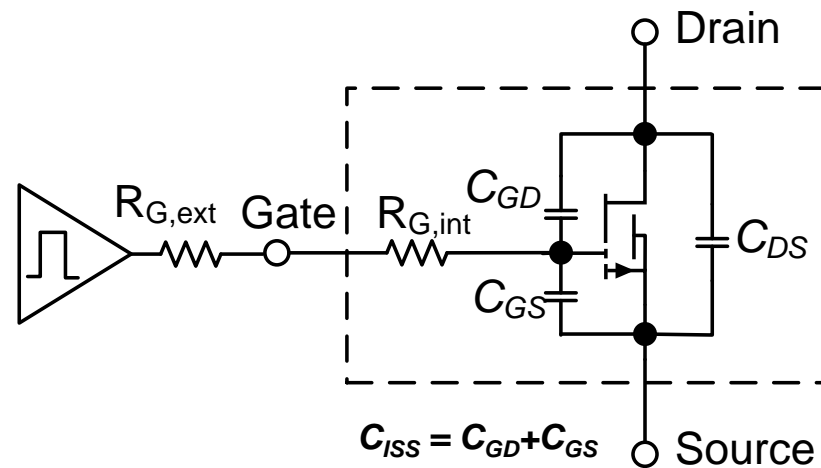 Drain
R_G,ext
Gate
R_G,int
C_GD
C_DS
C_GS
C_ISS = C_GD+C_GS
Source